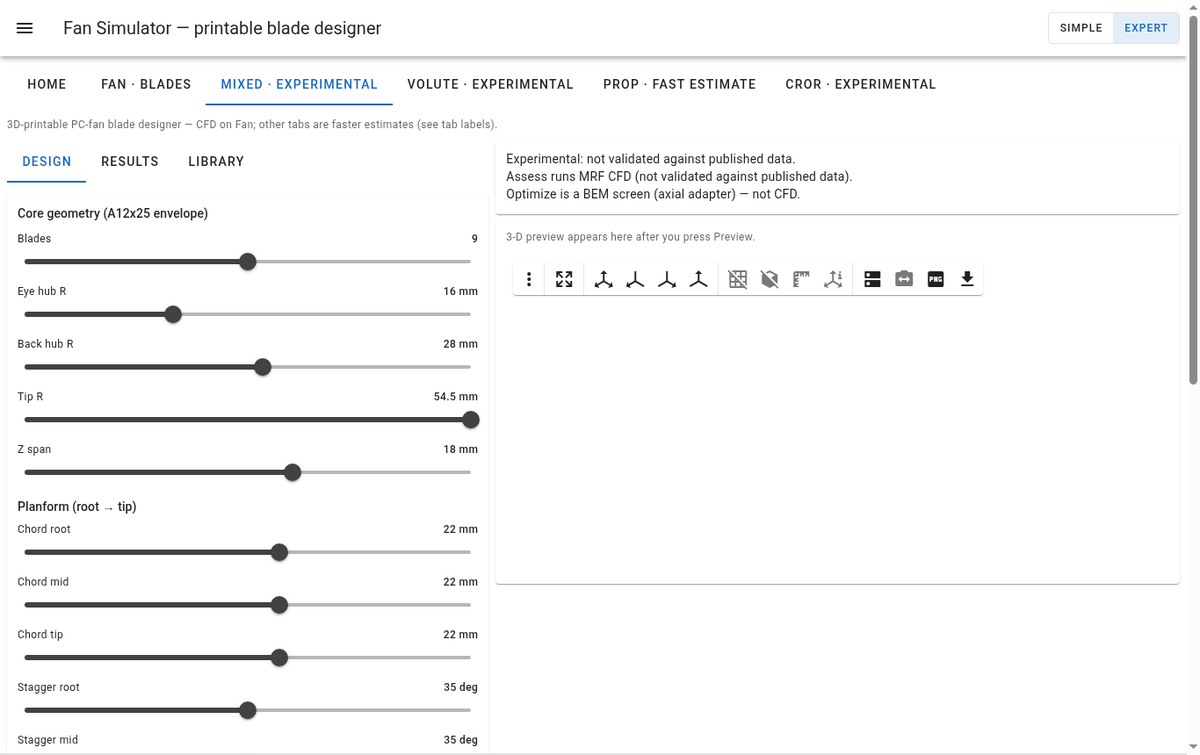 Fan Simulator — printable blade designer
SIMPLE
EXPERT
HOME
FAN · BLADES
MIXED · EXPERIMENTAL
VOLUTE · EXPERIMENTAL
PROP · FAST ESTIMATE
CROR · EXPERIMENTAL
3D-printable PC-fan blade designer — CFD on Fan; other tabs are faster estimates (see tab labels).
DESIGN
RESULTS
LIBRARY
Core geometry (A12x25 envelope)
Blades 9
Eye hub R 16 mm
Back hub R 28 mm
Tip R 54.5 mm
Z span 18 mm
Planform (root → tip)
Chord root 22 mm
Chord mid 22 mm
Chord tip 22 mm
Stagger root 35 deg
Stagger mid 35 deg
Experimental: not validated against published data.
Assess runs MRF CFD (not validated against published data).
Optimize is a BEM screen (axial adapter) — not CFD.
3-D preview appears here after you press Preview.
PNG